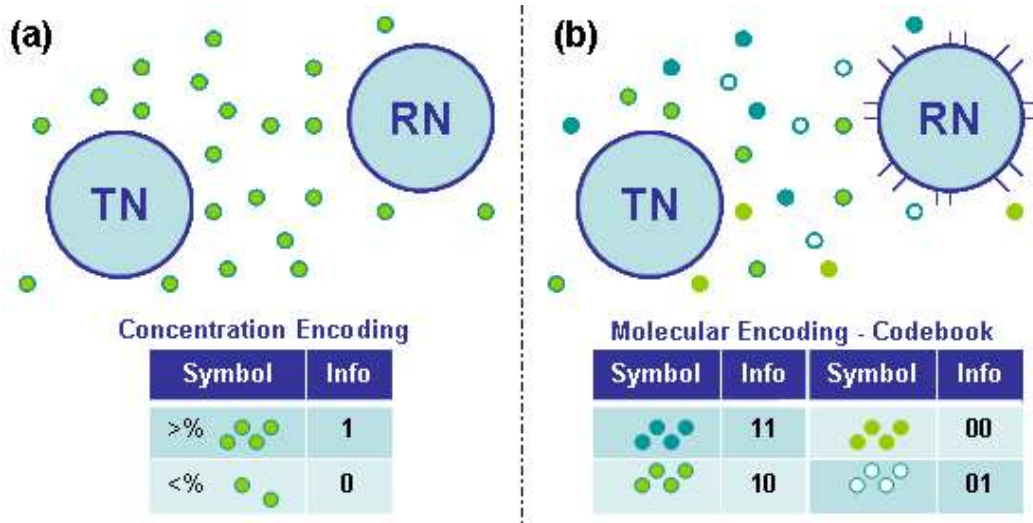 (a)
RN
TN
Concentration Encoding
Symbol Info
>% 1
<% 0
(b)
RN
TN
Molecular Encoding - Codebook
Symbol Info Symbol Info
11 00
10 01